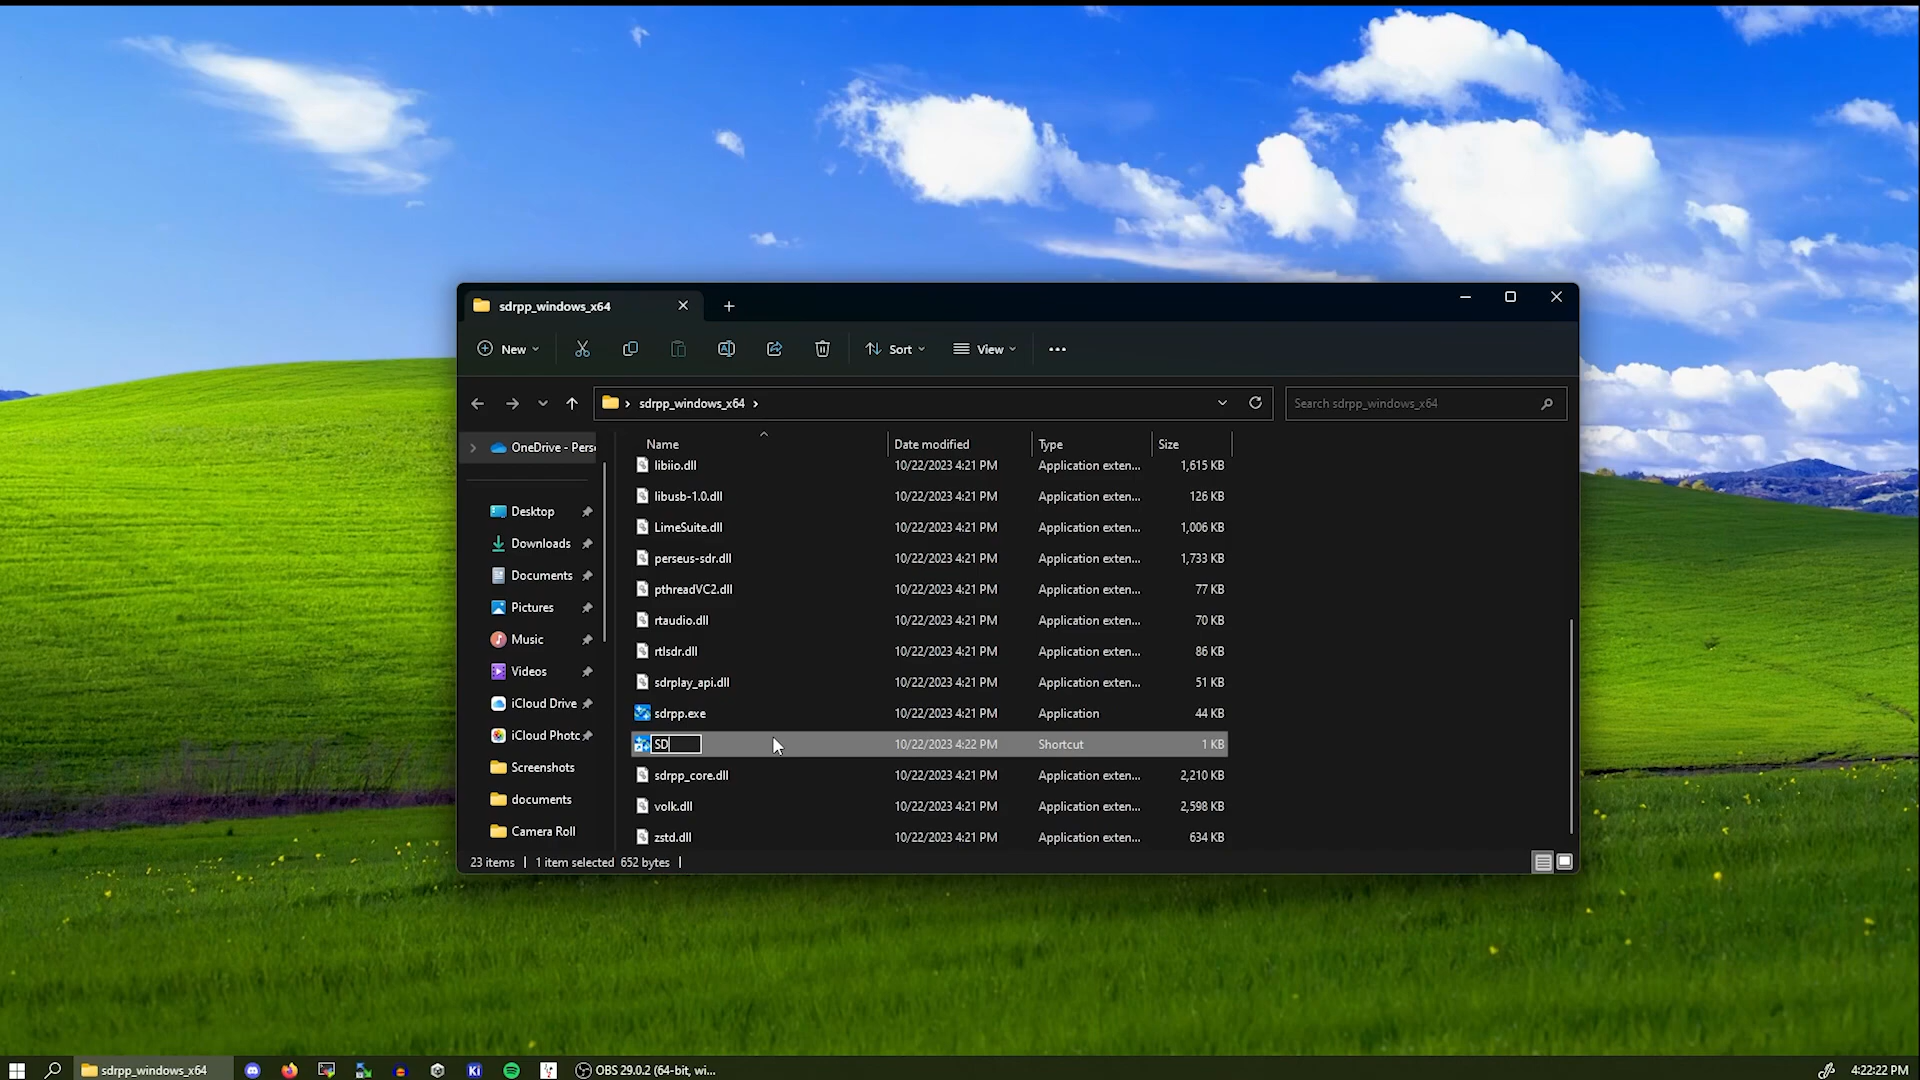 sdrpp_windows_x64
New
Sort
View
sdrpp_windows_x64
Search sdrpp_windows_x64
OneDrive - Pers
Name Date modified Type Size
libiio.dll 10/22/2023 4:21 PM Application exten... 1,615 KB
libusb-1.0.dll 10/22/2023 4:21 PM Application exten... 126 KB
LimeSuite.dll 10/22/2023 4:21 PM Application exten... 1,006 KB
perseus-sdr.dll 10/22/2023 4:21 PM Application exten... 1,733 KB
pthreadVC2.dll 10/22/2023 4:21 PM Application exten... 77 KB
rtaudio.dll 10/22/2023 4:21 PM Application exten... 70 KB
rtlsdr.dll 10/22/2023 4:21 PM Application exten... 86 KB
sdrplay_api.dll 10/22/2023 4:21 PM Application exten... 51 KB
sdrpp.exe 10/22/2023 4:21 PM Application 44 KB
SD 10/22/2023 4:22 PM Shortcut 1 KB
sdrpp_core.dll 10/22/2023 4:21 PM Application exten... 2,210 KB
volk.dll 10/22/2023 4:21 PM Application exten... 2,598 KB
zstd.dll 10/22/2023 4:21 PM Application exten... 634 KB
Desktop
Downloads
Documents
Pictures
Music
Videos
iCloud Drive
iCloud Photo
Screenshots
documents
Camera Roll
23 items 1 item selected 652 bytes
sdrpp_windows_x64
Ki
OBS 29.0.2 (64-bit, wi...
4:22:22 PM